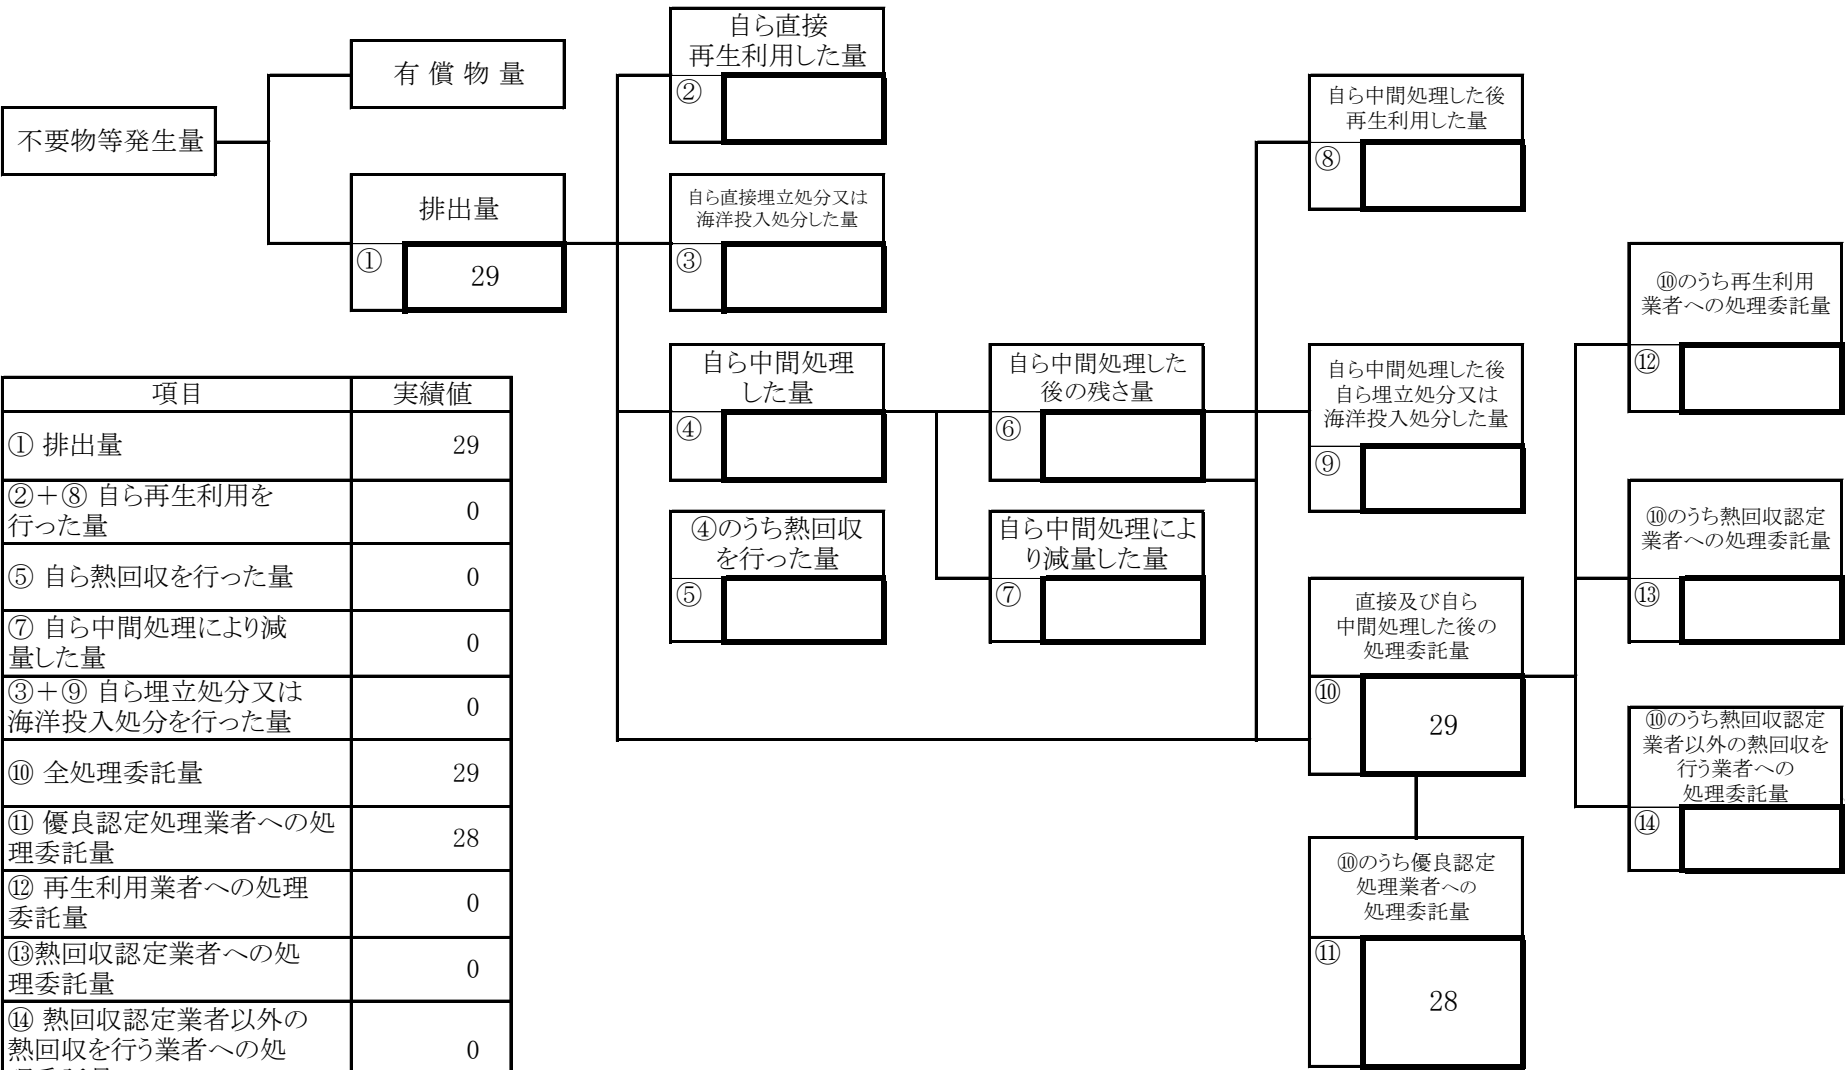 自ら直接
再生利用した量
②
有償物量
不要物等発生量
排出量
①
29
自ら直接埋立処分又は
海洋投入処分した量
③
自ら中間処理した後
再生利用した量
⑧
自ら中間処理
した量
④
自ら中間処理した
後の残さ量
⑥
自ら中間処理した後
自ら埋立処分又は
海洋投入処分した量
⑨
⑩のうち再生利用
業者への処理委託量
⑫
④のうち熱回収
を行った量
⑤
自ら中間処理によ
り減量した量
⑦
直接及び自ら
中間処理した後の
処理委託量
⑩
29
⑩のうち熱回収認定
業者への処理委託量
⑬
⑩のうち熱回収認定
業者以外の熱回収を
行う業者への
処理委託量
⑭
⑩のうち優良認定
処理業者への
処理委託量
⑪
28
項目 実績値
① 排出量 29
②+⑧ 自ら再生利用を
行った量 0
⑤ 自ら熱回収を行った量 0
⑦ 自ら中間処理により減
量した量 0
③+⑨ 自ら埋立処分又は
海洋投入処分を行った量 0
⑩ 全処理委託量 29
⑪ 優良認定処理業者への処
理委託量 28
⑫ 再生利用業者への処理
委託量 0
⑬熱回収認定業者への処
理委託量 0
⑭ 熱回収認定業者以外の
熱回収を行う業者への処 0